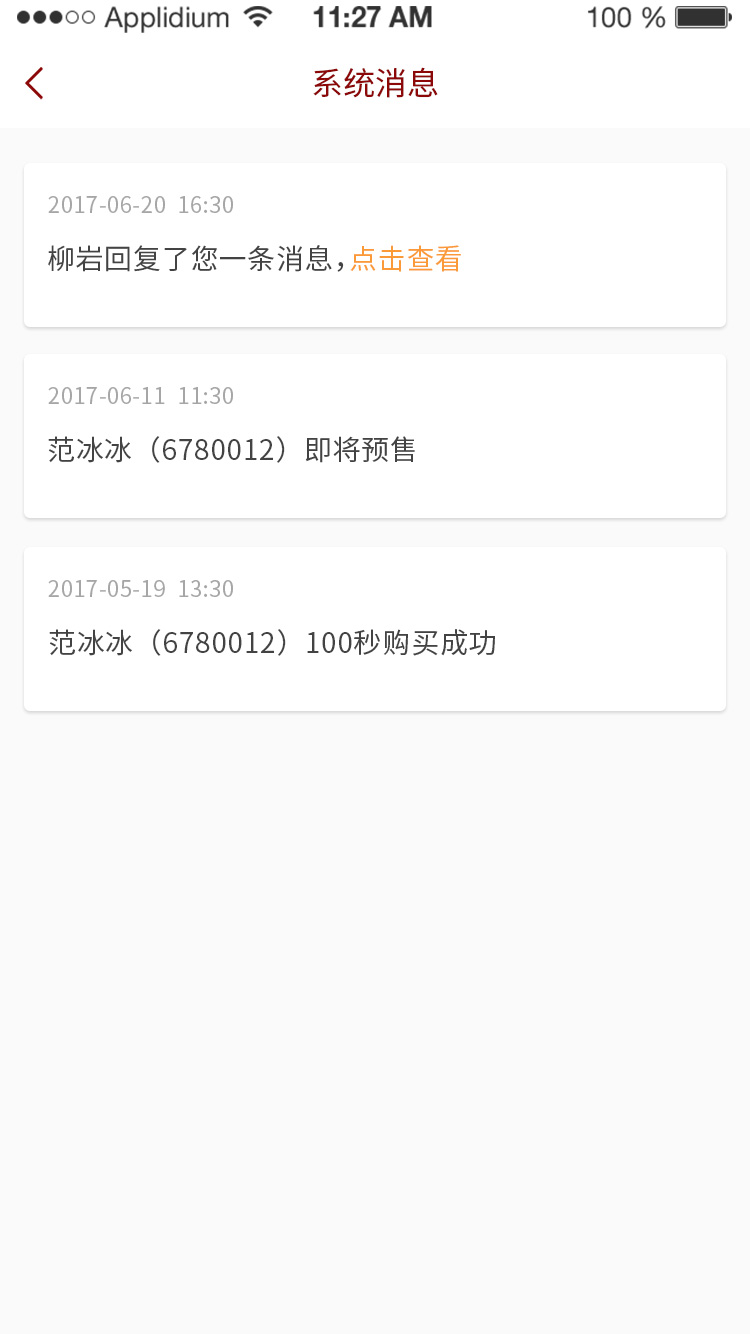 Applidium 11:27 AM 100 %
系统消息
2017-06-20 16:30
柳岩回复了您一条消息，点击查看
2017-06-11 11:30
范冰冰（6780012）即将预售
2017-05-19 13:30
范冰冰（6780012）100秒购买成功